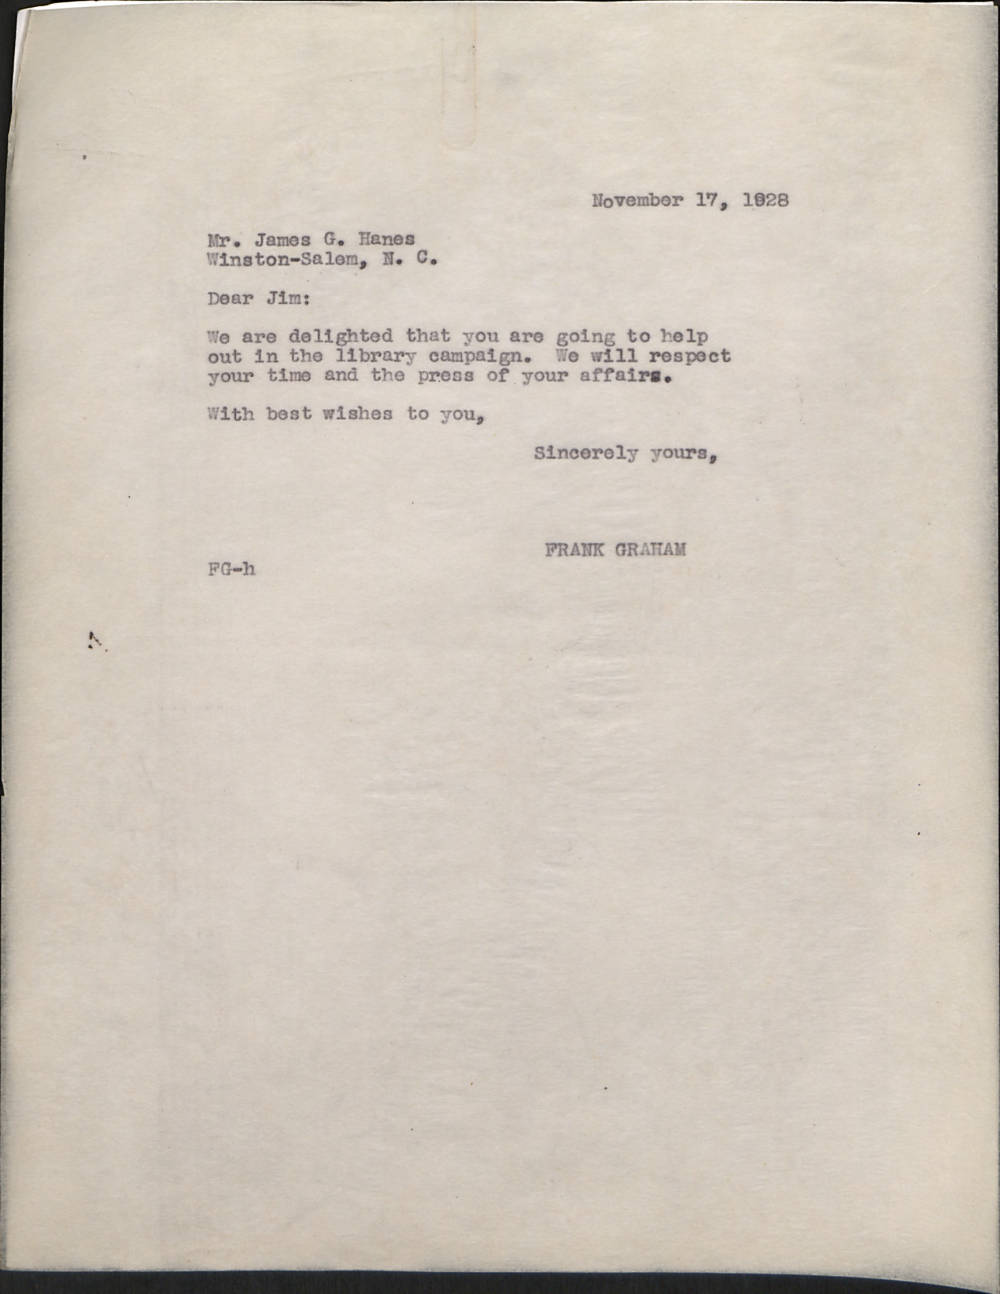 November 17, 1928
Mr. James G. Hanes
Winston-Salem, N. C.
Dear Jim:
We are delighted that you are going to help
out in the library campaign. We will respect
your time and the press of your affairs.
With best wishes to you,
Sincerely yours,
FRANK GRAHAM
FG-h